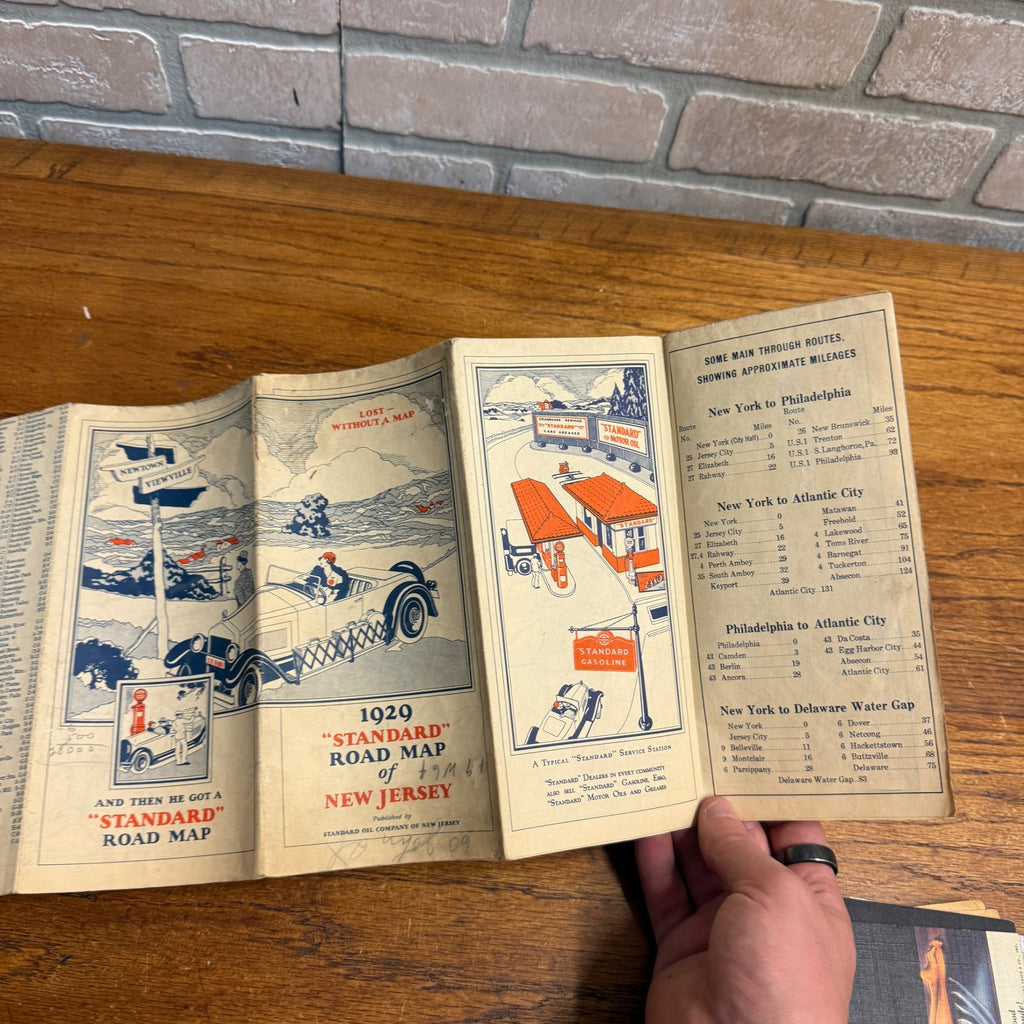 NEWTOWN
VIEWVILLE
AND THEN HE GOT A
"STANDARD"
ROAD MAP
LOST—
WITHOUT A MAP
1929
"STANDARD"
ROAD MAP
of
NEW JERSEY
Published by
STANDARD OIL COMPANY OF NEW JERSEY
CRANKCASE SERVICE
"STANDARD"
CARS GREASED
"STANDARD"
MOTOR OIL
"STANDARD"
ESSO
"STANDARD"
GASOLINE
A TYPICAL "STANDARD" SERVICE STATION
"STANDARD" DEALERS IN EVERY COMMUNITY
ALSO SELL "STANDARD" GASOLINE, ESSO,
"STANDARD" MOTOR OILS AND GREASES
SOME MAIN THROUGH ROUTES,
SHOWING APPROXIMATE MILEAGES
New York to Philadelphia
Route No. Miles
New York (City Hall) 0
25 Jersey City 5
27 Elizabeth 16
27 Rahway 22
Route No. Miles
26 New Brunswick 35
U.S.1 Trenton 62
U.S.1 S.Langhorne, Pa. 72
U.S.1 Philadelphia 93
New York to Atlantic City
New York 0
25 Jersey City 5
27 Elizabeth 16
27,4 Rahway 22
4 Perth Amboy 29
35 South Amboy 32
Keyport 39
Matawan 41
Freehold 52
4 Lakewood 65
4 Toms River 75
4 Barnegat 91
4 Tuckerton 104
Absecon 124
Atlantic City 131
Philadelphia to Atlantic City
Philadelphia 0
43 Camden 3
43 Berlin 19
43 Ancora 28
43 Da Costa 35
43 Egg Harbor City 44
Absecon 54
Atlantic City 61
New York to Delaware Water Gap
New York 0
Jersey City 5
9 Belleville 11
9 Montclair 16
6 Parsippany 28
6 Dover 37
6 Netcong 46
6 Hackettstown 56
6 Buttzville 68
Delaware 75
Delaware Water Gap 83